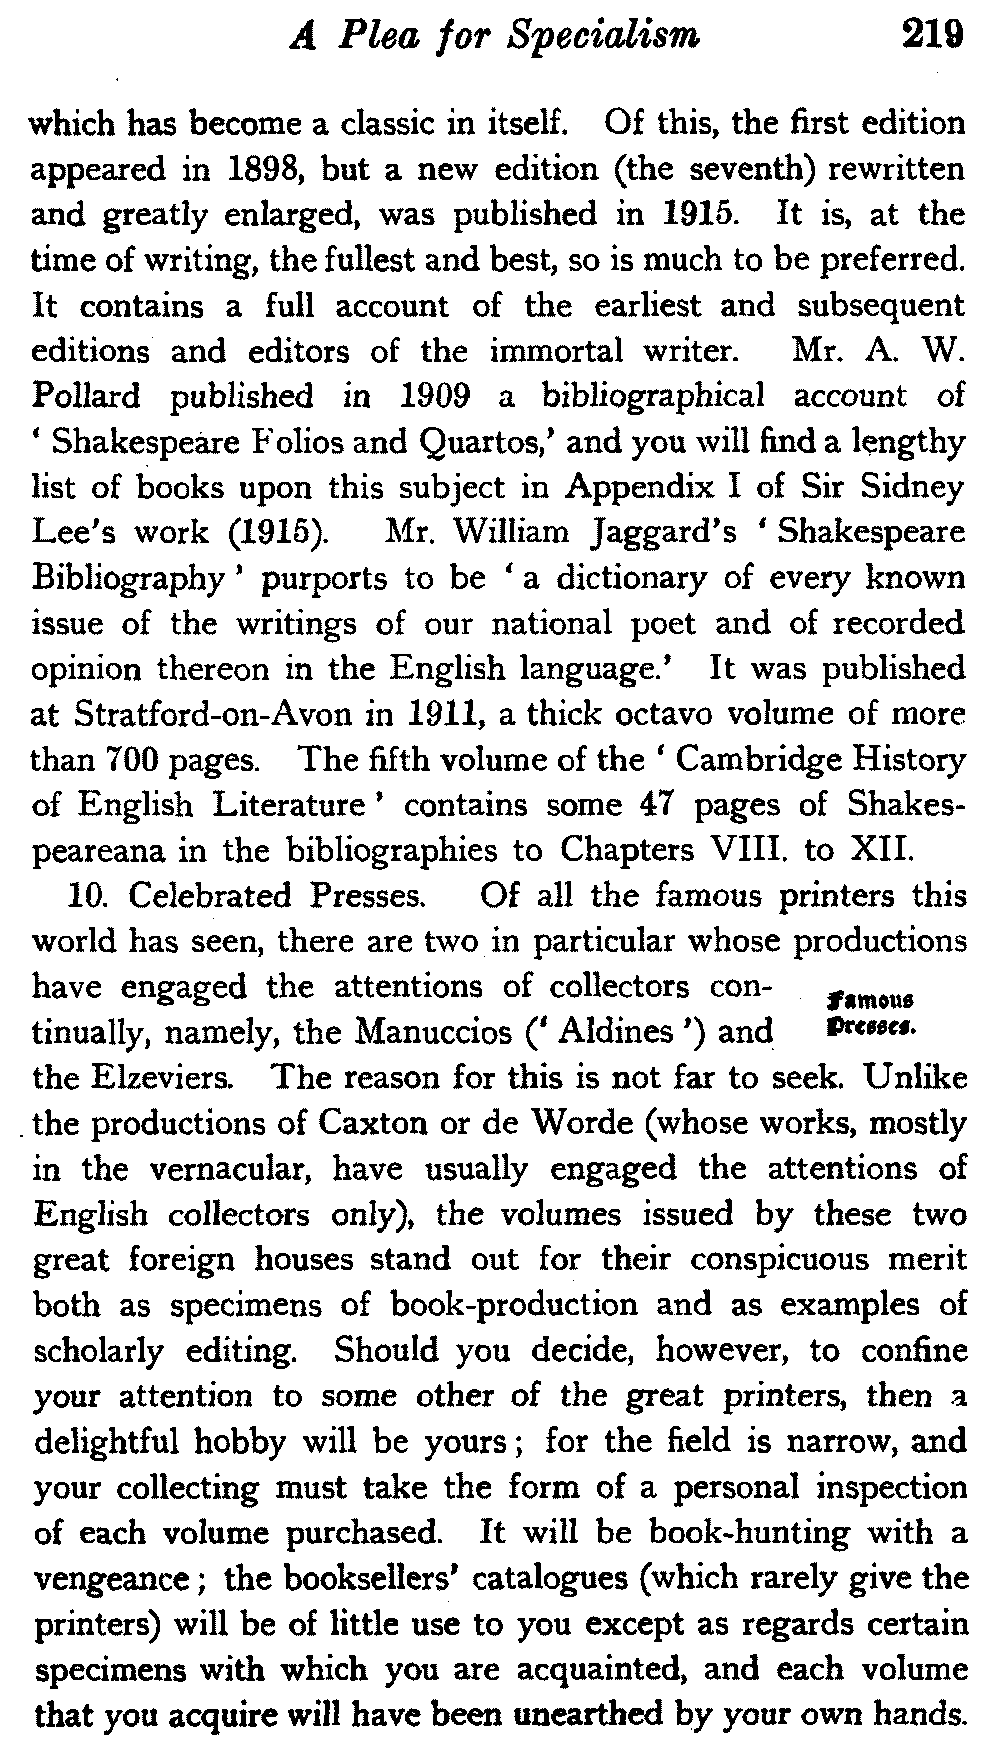 A Plea for Specialism 219
which has become a classic in itself. Of this, the first edition
appeared in 1898, but a new edition (the seventh) rewritten
and greatly enlarged, was published in 1915. It is, at the
time of writing, the fullest and best, so is much to be preferred.
It contains a full account of the earliest and subsequent
editions and editors of the immortal writer. Mr. A. W.
Pollard published in 1909 a bibliographical account of
‘ Shakespeare Folios and Quartos,’ and you will find a lengthy
list of books upon this subject in Appendix I of Sir Sidney
Lee’s work (1915). Mr. William Jaggard’s ‘ Shakespeare
Bibliography ’ purports to be ‘ a dictionary of every known
issue of the writings of our national poet and of recorded
opinion thereon in the English language.’ It was published
at Stratford-on-Avon in 1911, a thick octavo volume of more
than 700 pages. The fifth volume of the ‘ Cambridge History
of English Literature ’ contains some 47 pages of Shakes-
peareana in the bibliographies to Chapters VIII. to XII.
10. Celebrated Presses. Of all the famous printers this
world has seen, there are two in particular whose productions
have engaged the attentions of collectors con-
tinually, namely, the Manuccios (‘ Aldines ’) and
Famous
Presses.
the Elzeviers. The reason for this is not far to seek. Unlike
the productions of Caxton or de Worde (whose works, mostly
in the vernacular, have usually engaged the attentions of
English collectors only), the volumes issued by these two
great foreign houses stand out for their conspicuous merit
both as specimens of book-production and as examples of
scholarly editing. Should you decide, however, to confine
your attention to some other of the great printers, then a
delightful hobby will be yours ; for the field is narrow, and
your collecting must take the form of a personal inspection
of each volume purchased. It will be book-hunting with a
vengeance ; the booksellers’ catalogues (which rarely give the
printers) will be of little use to you except as regards certain
specimens with which you are acquainted, and each volume
that you acquire will have been unearthed by your own hands.